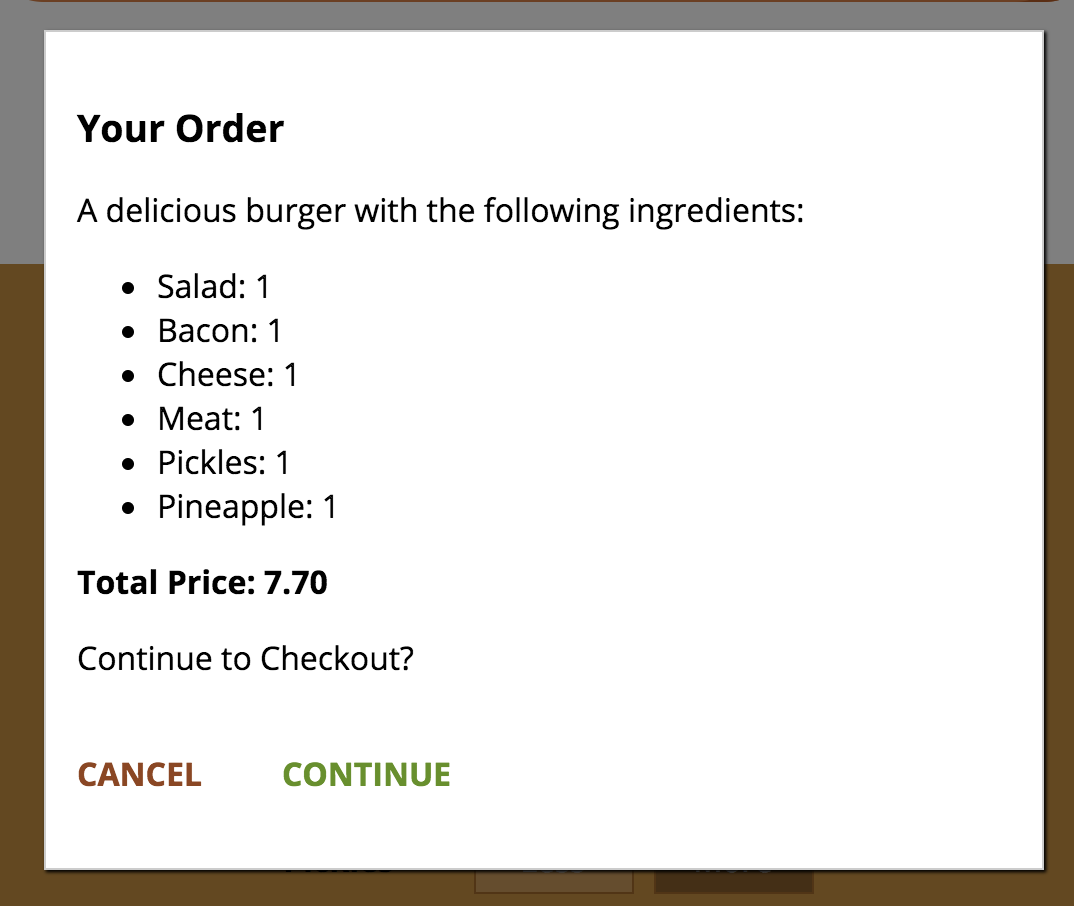 Your Order
A delicious burger with the following ingredients:
Salad: 1
Bacon: 1
Cheese: 1
Meat: 1
Pickles: 1
Pineapple: 1
Total Price: 7.70
Continue to Checkout?
CANCEL CONTINUE